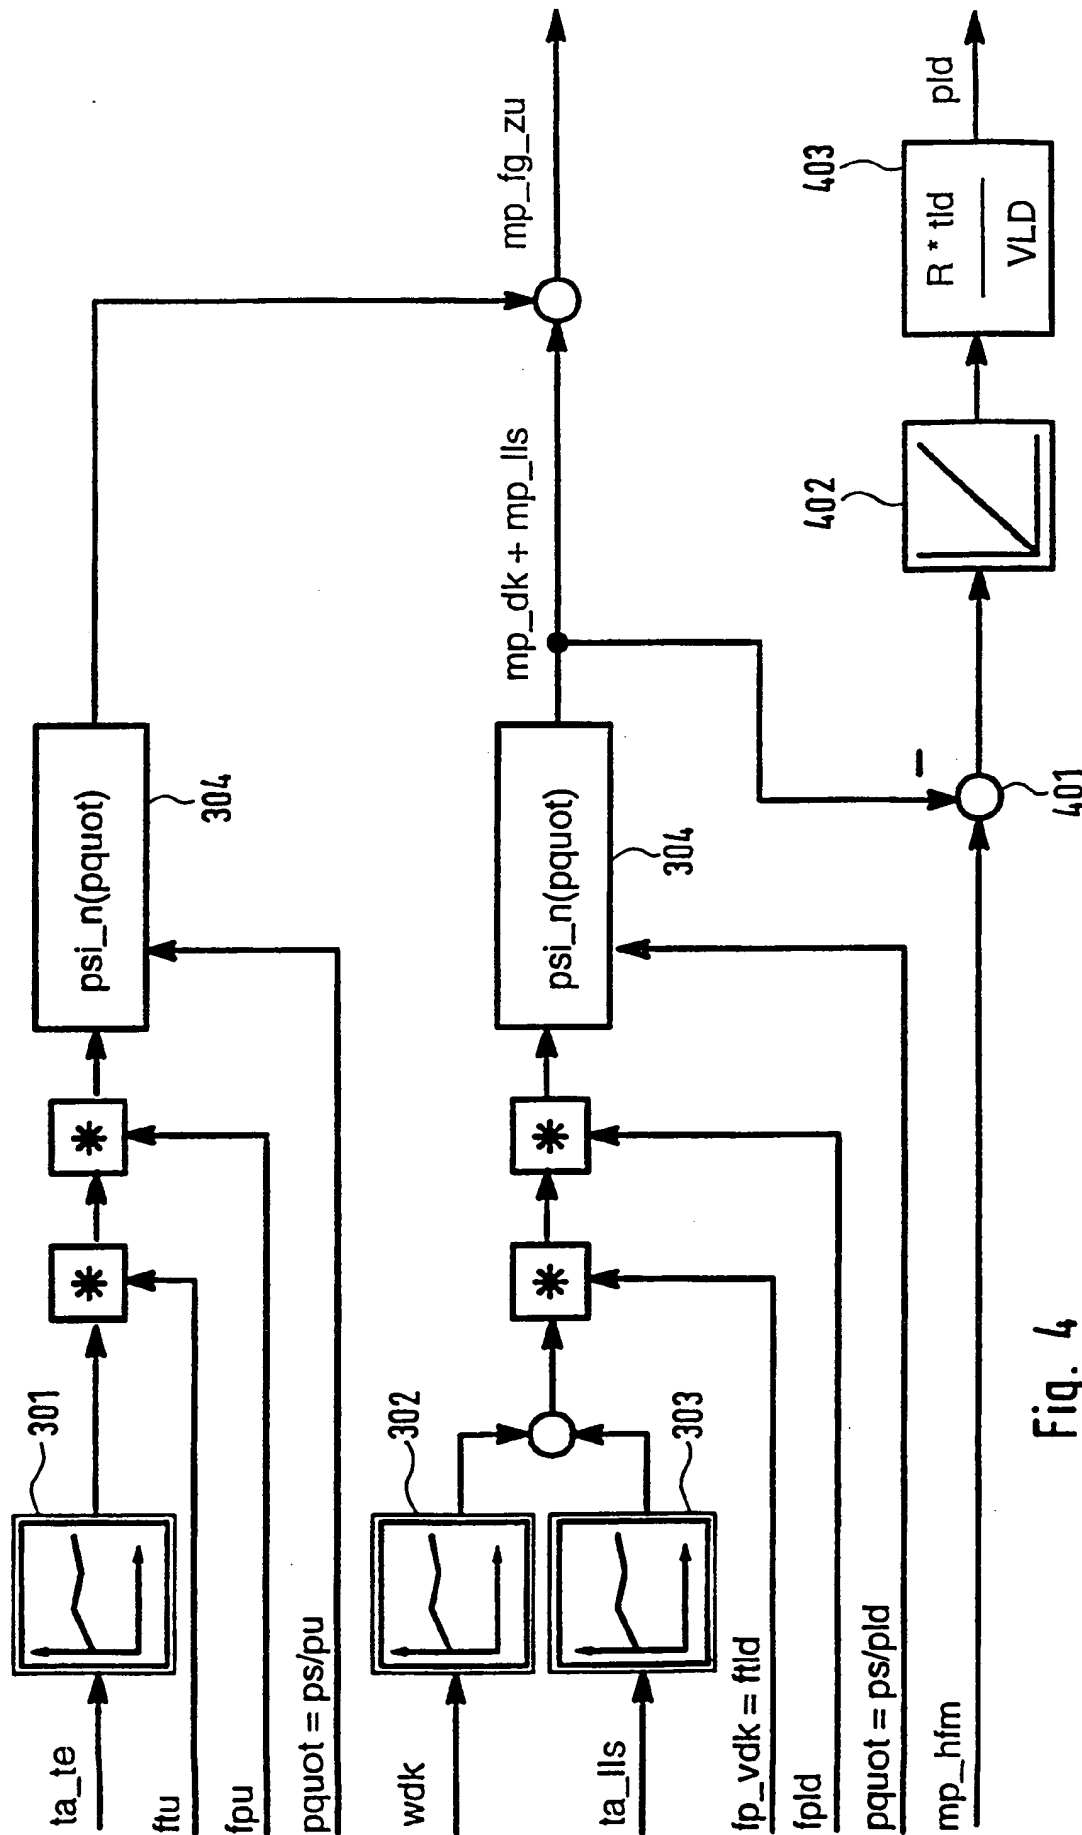 ta_te
301
*
*
psi_n(pquot)
304
ftu
fpu
pquot = ps/pu
wdk
302
ta_lls
303
*
*
psi_n(pquot)
304
mp_dk + mp_lls
mp_fg_zu
fp_vdk = ftld
fpld
pquot = ps/pld
mp_hfm
–
401
402
403
R * tld
VLD
pld
Fig. 4